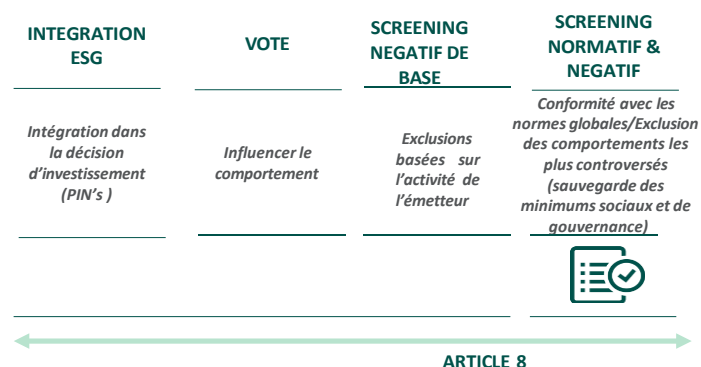 INTEGRATION
ESG
VOTE
SCREENING
NEGATIF DE
BASE
SCREENING
NORMATIF &
NEGATIF
Intégration dans
la décision
d’investissement
(PIN’s )
Influencer le
comportement
Exclusions
basées sur
l’activité de
l’émetteur
Conformité avec les
normes globales/Exclusion
des comportements les
plus controversés
(sauvegarde des
minimums sociaux et de
gouvernance)
ARTICLE 8